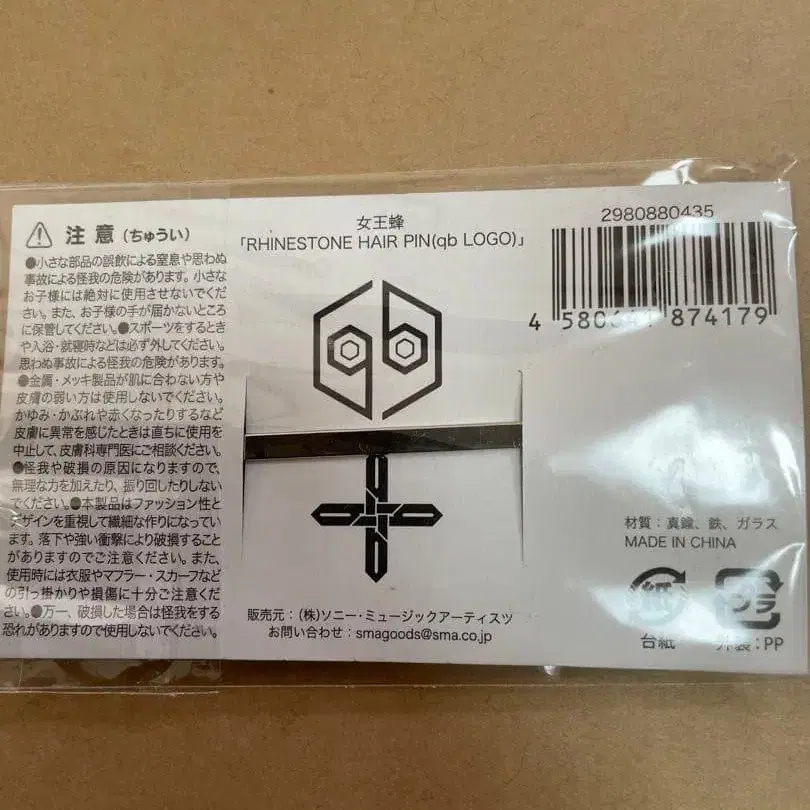 注意(ちゅうい)
●小さな部品の誤飲による窒息や思わぬ
事故による怪我の危険があります。小さな
お子様には絶対に使用させないでくだ
さい。また、お子様の手が届かないところ
に保管してください。●スポーツをするとき
や入浴・就寝時などは必ず外してください。
思わぬ事故による怪我の危険があります。
●金属・メッキ製品が肌に合わない方や
皮膚の弱い方は使用しないでください。
かゆみ・かぶれや赤くなったりするなど
皮膚に異常を感じたときは直ちに使用を
中止して、皮膚科専門医にご相談ください。
●怪我や破損の原因になりますので、
無理な力を加えたり、振り回したりしない
でください。●本製品はファッション性と
デザインを重視して繊細な作りになってい
ます。落下や強い衝撃により破損すること
がありますのでご注意ください。また、
使用時には衣服やマフラー・スカーフなど
の引っ掛かりや損傷に十分ご注意くだ
さい。●万一、破損した場合は怪我をする
恐れがありますので使用しないでください。
女王蜂
「RHINESTONE HAIR PIN(qb LOGO)」
qb
販売元:(株)ソニー・ミュージックアーティスツ
お問い合わせ:smagoods@sma.co.jp
2980880435
4 874179
材質:真鍮、鉄、ガラス
MADE IN CHINA
紙 プラ
台紙 外装:PP